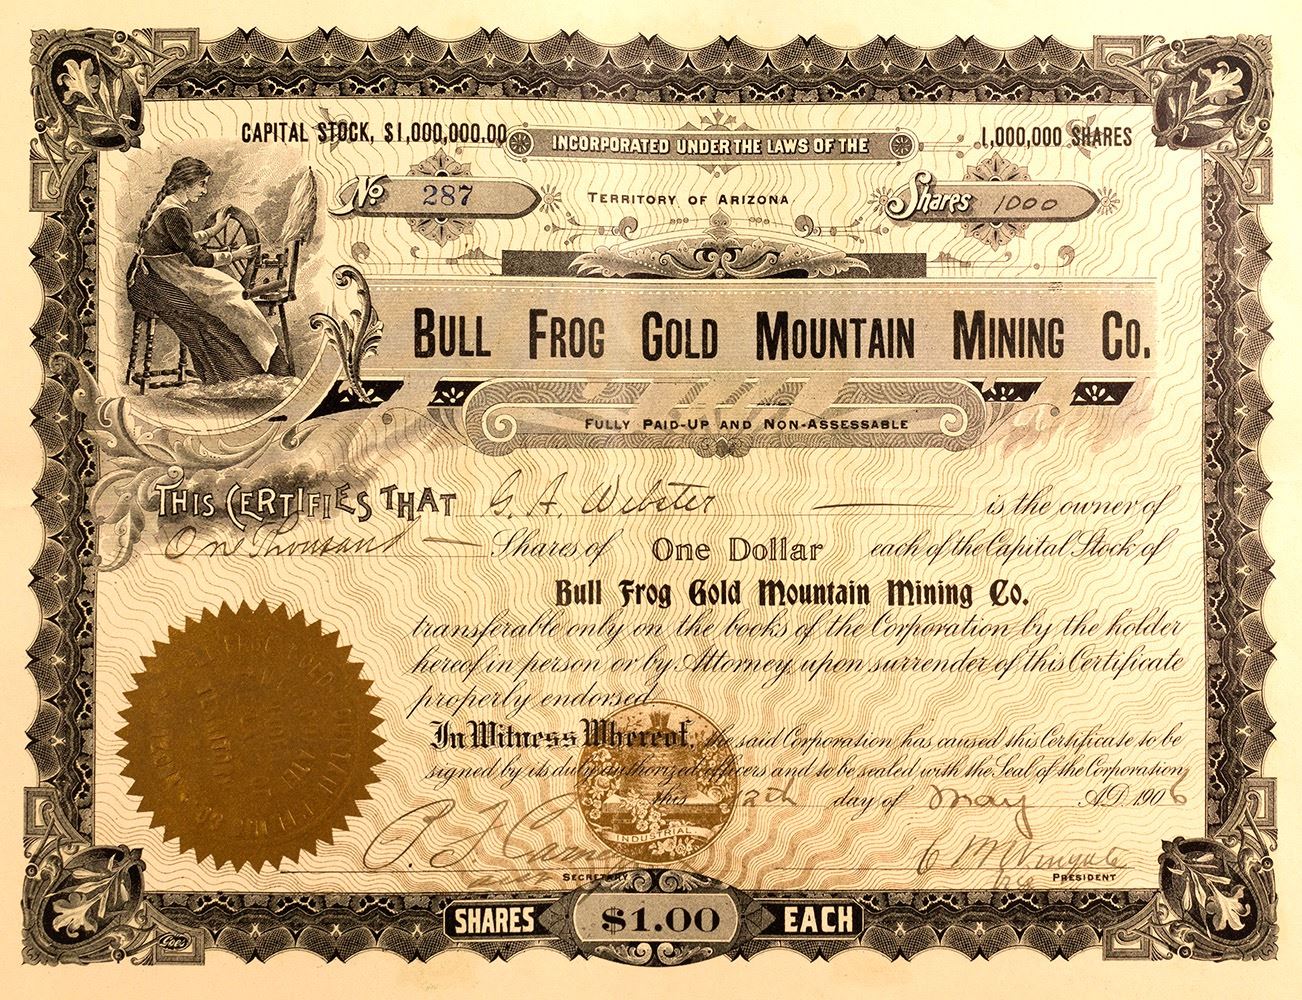 CAPITAL STOCK, $1,000,000.00
INCORPORATED UNDER THE LAWS OF THE
1,000,000 SHARES
No 287
TERRITORY OF ARIZONA
Shares 1000
BULL FROG GOLD MOUNTAIN MINING CO.
FULLY PAID-UP AND NON-ASSESSABLE
THIS CERTIFIES THAT G. A. Webster is the owner of
One Thousand Shares of One Dollar each of the Capital Stock of
Bull Frog Gold Mountain Mining Co.
transferable only on the books of the Corporation by the holder
hereof in person or by Attorney, upon surrender of this Certificate
properly endorsed
In Witness Whereof, the said Corporation has caused this Certificate to be
signed by its duly authorized officers and to be sealed with the Seal of the Corporation
this 12th day of May A.D. 1906
INDUSTRIAL
SECRETARY
PRESIDENT
Goes
SHARES $1.00 EACH